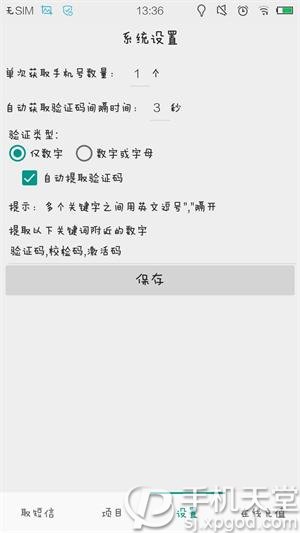 无SIM 13:36
系统设置
单次获取手机号数量: 1 个
自动获取验证码间隔时间: 3 秒
验证类型:
仅数字 数字或字母
自动提取验证码
提示: 多个关键字之间用英文逗号","隔开
提取以下关键词附近的数字
验证码,校检码,激活码
保存
取短信 项目 设置 在线充值
手机天堂
sj.xpgod.com